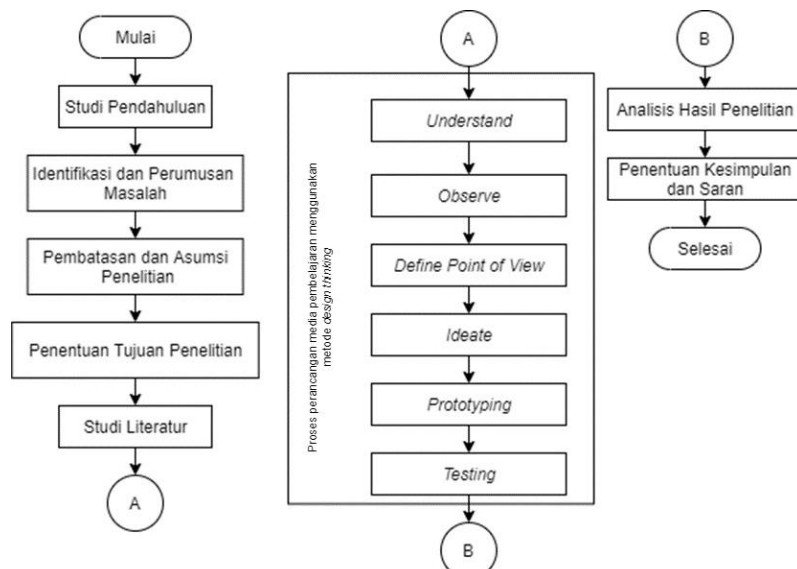 Mulai
Studi Pendahuluan
Identifikasi dan Perumusan
Masalah
Pembatasan dan Asumsi
Penelitian
Penentuan Tujuan Penelitian
Studi Literatur
A
A
Proses perancangan media pembelajaran menggunakan
metode design thinking
Understand
Observe
Define Point of View
Ideate
Prototyping
Testing
B
B
Analisis Hasil Penelitian
Penentuan Kesimpulan
dan Saran
Selesai